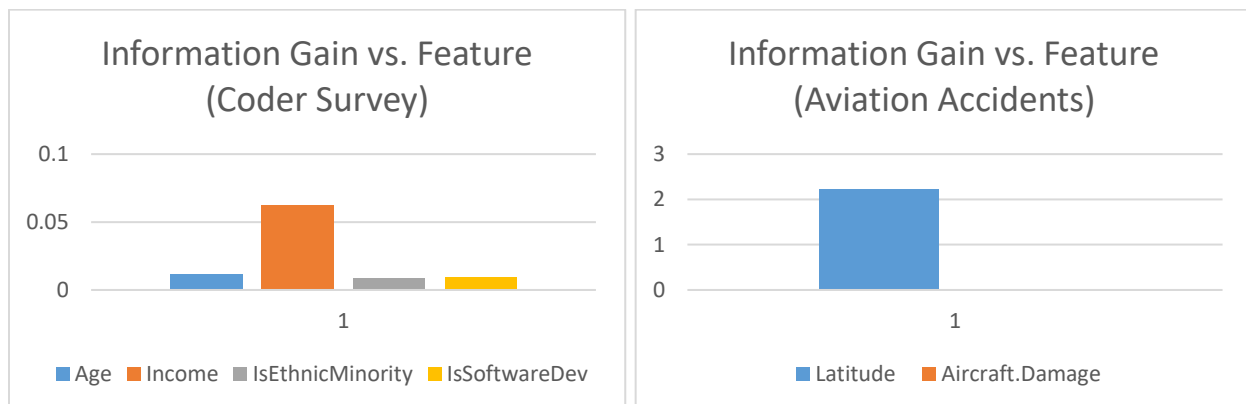 Information Gain vs. Feature
(Coder Survey)
0.1
0.05
0
1
Age Income IsEthnicMinority IsSoftwareDev
Information Gain vs. Feature
(Aviation Accidents)
3
2
1
0
1
Latitude Aircraft.Damage